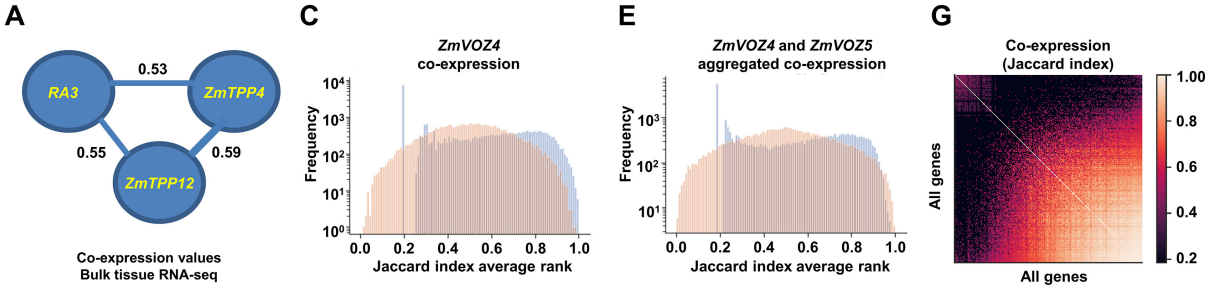 A
RA3
0.53
ZmTPP4
0.55
0.59
ZmTPP12
Co-expression values
Bulk tissue RNA-seq
C
ZmVOZ4
co-expression
Frequency
10^4
10^3
10^2
10^1
10^0
0.0 0.2 0.4 0.6 0.8 1.0
Jaccard index average rank
E
ZmVOZ4 and ZmVOZ5
aggregated co-expression
Frequency
10^3
10^2
10^1
0.0 0.2 0.4 0.6 0.8 1.0
Jaccard index average rank
G
Co-expression
(Jaccard index)
All genes
All genes
1.00
0.8
0.6
0.4
0.2